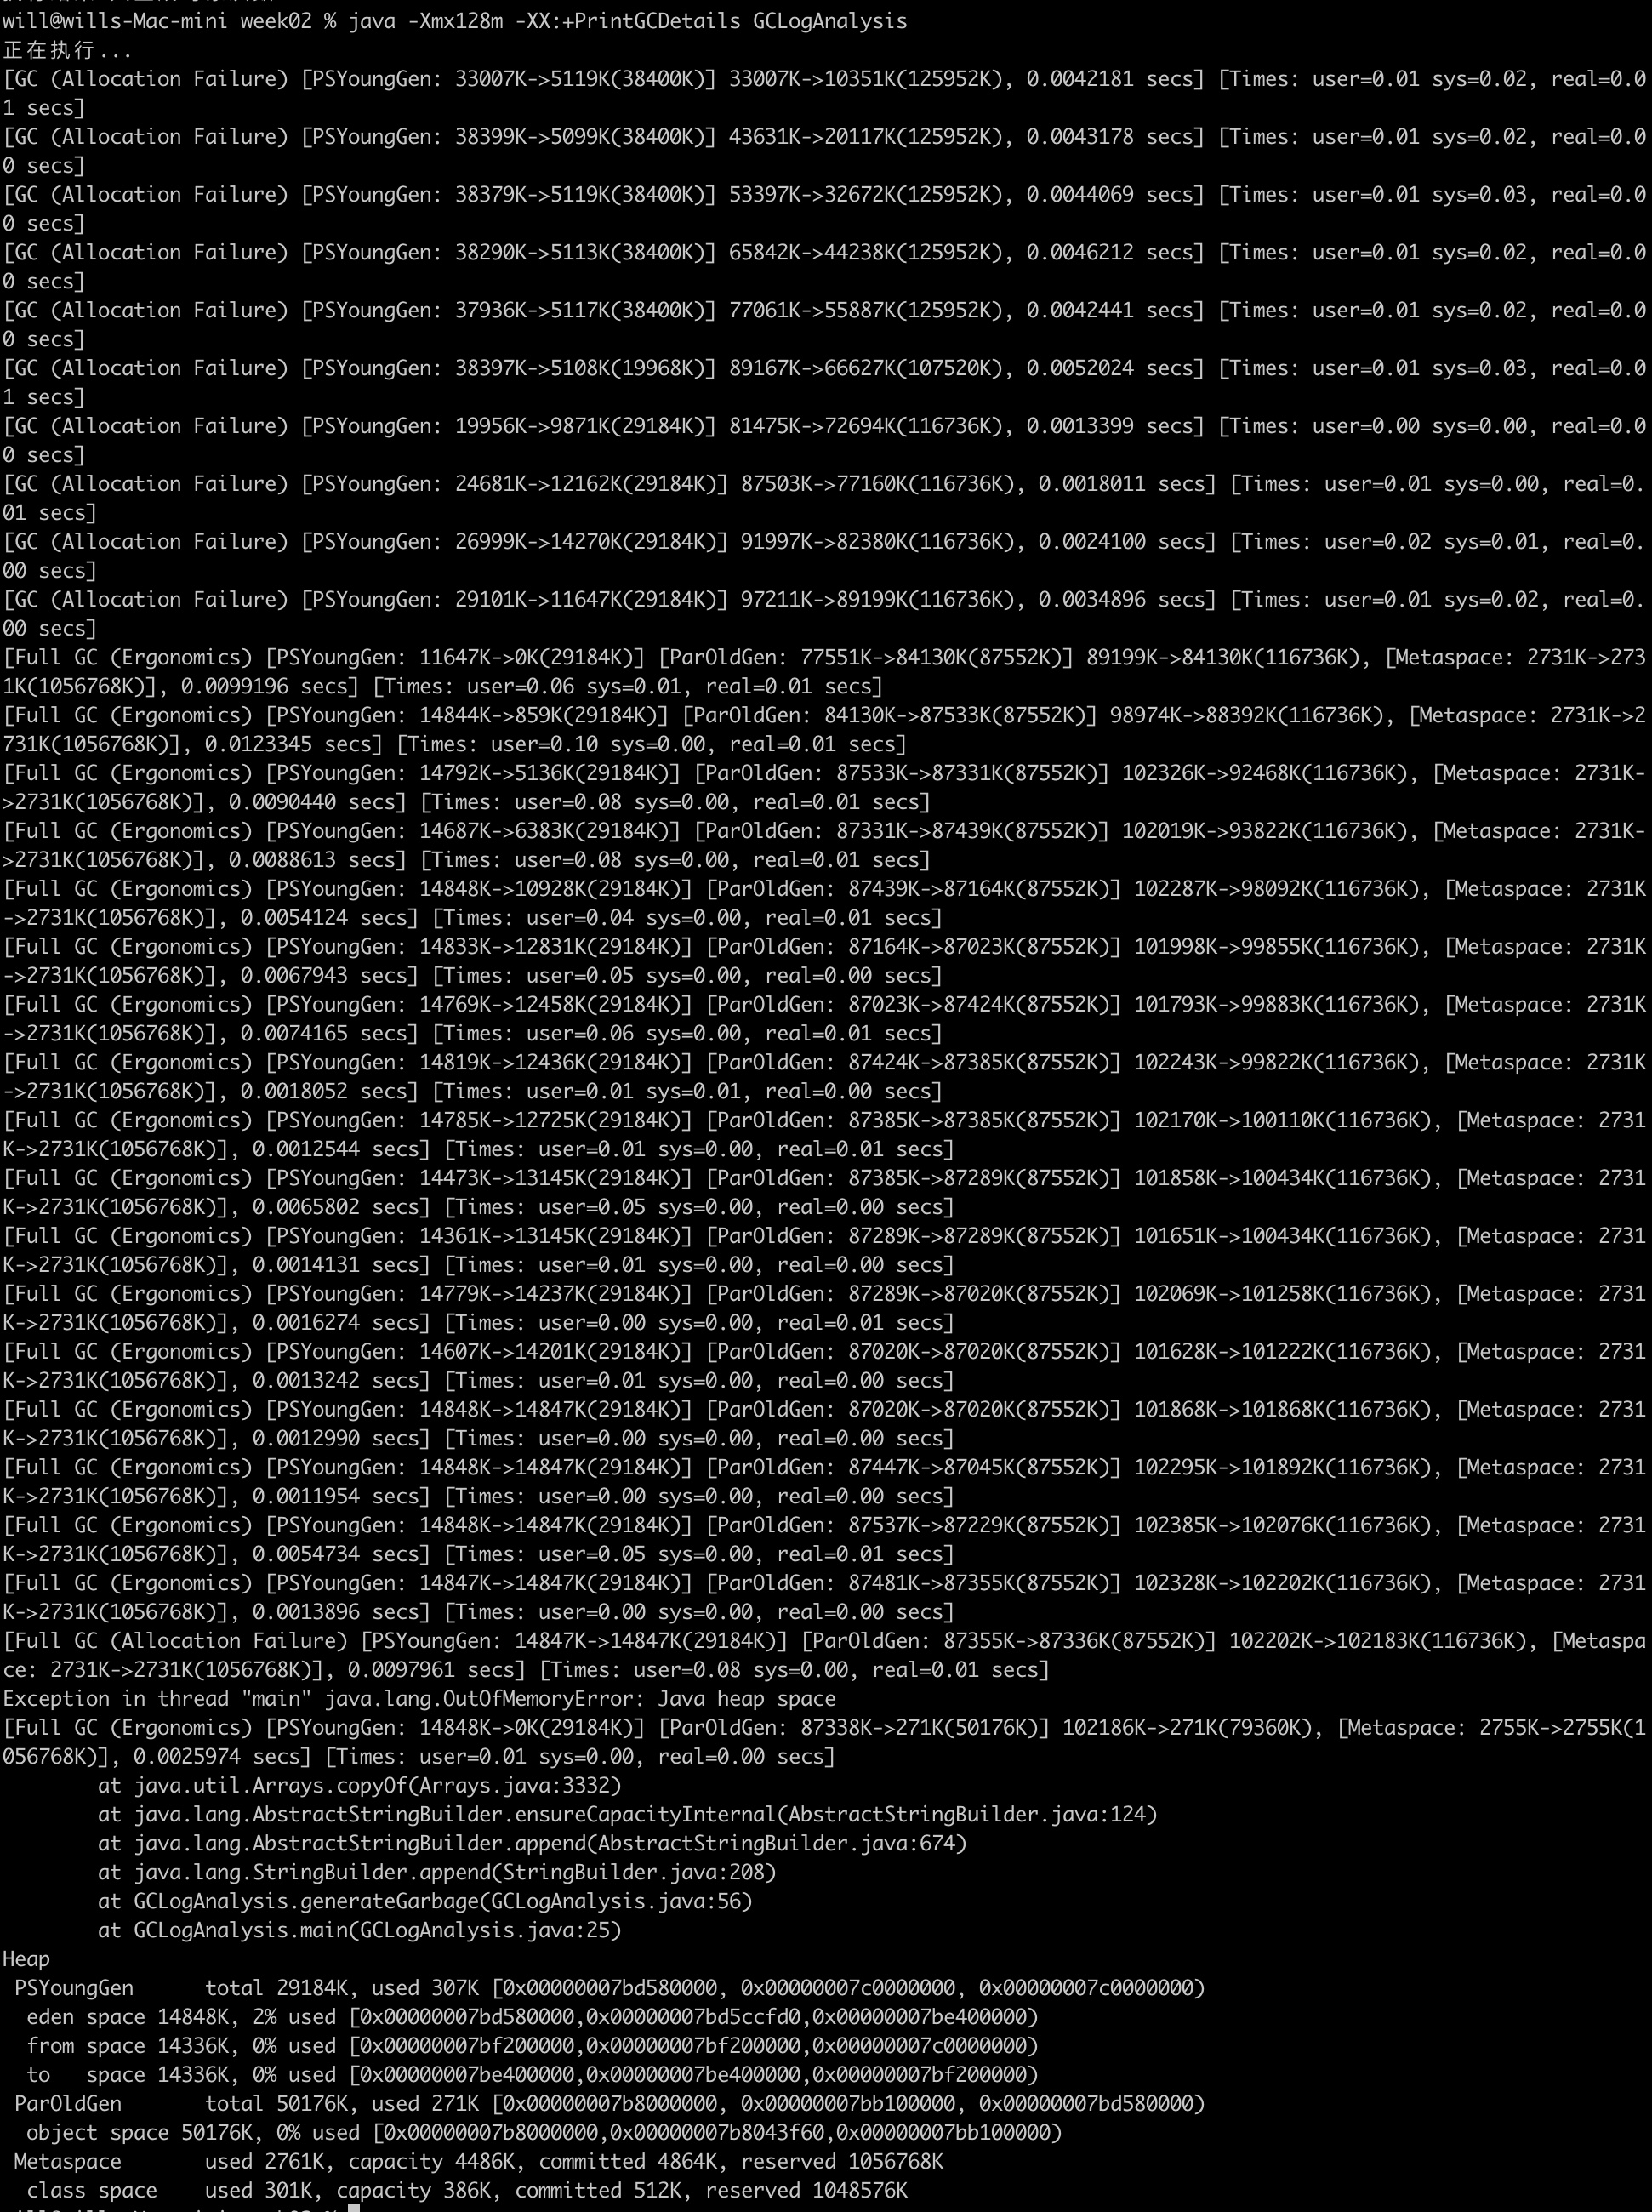 will@wills-Mac-mini week02 % java -Xmx128m -XX:+PrintGCDetails GCLogAnalysis
正在执行...
[GC (Allocation Failure) [PSYoungGen: 33007K->5119K(38400K)] 33007K->10351K(125952K), 0.0042181 secs] [Times: user=0.01 sys=0.02, real=0.0
1 secs]
[GC (Allocation Failure) [PSYoungGen: 38399K->5099K(38400K)] 43631K->20117K(125952K), 0.0043178 secs] [Times: user=0.01 sys=0.02, real=0.0
0 secs]
[GC (Allocation Failure) [PSYoungGen: 38379K->5119K(38400K)] 53397K->32672K(125952K), 0.0044069 secs] [Times: user=0.01 sys=0.03, real=0.0
0 secs]
[GC (Allocation Failure) [PSYoungGen: 38290K->5113K(38400K)] 65842K->44238K(125952K), 0.0046212 secs] [Times: user=0.01 sys=0.02, real=0.0
0 secs]
[GC (Allocation Failure) [PSYoungGen: 37936K->5117K(38400K)] 77061K->55887K(125952K), 0.0042441 secs] [Times: user=0.01 sys=0.02, real=0.0
0 secs]
[GC (Allocation Failure) [PSYoungGen: 38397K->5108K(19968K)] 89167K->66627K(107520K), 0.0052024 secs] [Times: user=0.01 sys=0.03, real=0.0
1 secs]
[GC (Allocation Failure) [PSYoungGen: 19956K->9871K(29184K)] 81475K->72694K(116736K), 0.0013399 secs] [Times: user=0.00 sys=0.00, real=0.0
0 secs]
[GC (Allocation Failure) [PSYoungGen: 24681K->12162K(29184K)] 87503K->77160K(116736K), 0.0018011 secs] [Times: user=0.01 sys=0.00, real=0.
01 secs]
[GC (Allocation Failure) [PSYoungGen: 26999K->14270K(29184K)] 91997K->82380K(116736K), 0.0024100 secs] [Times: user=0.02 sys=0.01, real=0.
00 secs]
[GC (Allocation Failure) [PSYoungGen: 29101K->11647K(29184K)] 97211K->89199K(116736K), 0.0034896 secs] [Times: user=0.01 sys=0.02, real=0.
00 secs]
[Full GC (Ergonomics) [PSYoungGen: 11647K->0K(29184K)] [ParOldGen: 77551K->84130K(87552K)] 89199K->84130K(116736K), [Metaspace: 2731K->273
1K(1056768K)], 0.0099196 secs] [Times: user=0.06 sys=0.01, real=0.01 secs]
[Full GC (Ergonomics) [PSYoungGen: 14844K->859K(29184K)] [ParOldGen: 84130K->87533K(87552K)] 98974K->88392K(116736K), [Metaspace: 2731K->2
731K(1056768K)], 0.0123345 secs] [Times: user=0.10 sys=0.00, real=0.01 secs]
[Full GC (Ergonomics) [PSYoungGen: 14792K->5136K(29184K)] [ParOldGen: 87533K->87331K(87552K)] 102326K->92468K(116736K), [Metaspace: 2731K-
>2731K(1056768K)], 0.0090440 secs] [Times: user=0.08 sys=0.00, real=0.01 secs]
[Full GC (Ergonomics) [PSYoungGen: 14687K->6383K(29184K)] [ParOldGen: 87331K->87439K(87552K)] 102019K->93822K(116736K), [Metaspace: 2731K-
>2731K(1056768K)], 0.0088613 secs] [Times: user=0.08 sys=0.00, real=0.01 secs]
[Full GC (Ergonomics) [PSYoungGen: 14848K->10928K(29184K)] [ParOldGen: 87439K->87164K(87552K)] 102287K->98092K(116736K), [Metaspace: 2731K
->2731K(1056768K)], 0.0054124 secs] [Times: user=0.04 sys=0.00, real=0.01 secs]
[Full GC (Ergonomics) [PSYoungGen: 14833K->12831K(29184K)] [ParOldGen: 87164K->87023K(87552K)] 101998K->99855K(116736K), [Metaspace: 2731K
->2731K(1056768K)], 0.0067943 secs] [Times: user=0.05 sys=0.00, real=0.00 secs]
[Full GC (Ergonomics) [PSYoungGen: 14769K->12458K(29184K)] [ParOldGen: 87023K->87424K(87552K)] 101793K->99883K(116736K), [Metaspace: 2731K
->2731K(1056768K)], 0.0074165 secs] [Times: user=0.06 sys=0.00, real=0.01 secs]
[Full GC (Ergonomics) [PSYoungGen: 14819K->12436K(29184K)] [ParOldGen: 87424K->87385K(87552K)] 102243K->99822K(116736K), [Metaspace: 2731K
->2731K(1056768K)], 0.0018052 secs] [Times: user=0.01 sys=0.01, real=0.00 secs]
[Full GC (Ergonomics) [PSYoungGen: 14785K->12725K(29184K)] [ParOldGen: 87385K->87385K(87552K)] 102170K->100110K(116736K), [Metaspace: 2731
K->2731K(1056768K)], 0.0012544 secs] [Times: user=0.01 sys=0.00, real=0.01 secs]
[Full GC (Ergonomics) [PSYoungGen: 14473K->13145K(29184K)] [ParOldGen: 87385K->87289K(87552K)] 101858K->100434K(116736K), [Metaspace: 2731
K->2731K(1056768K)], 0.0065802 secs] [Times: user=0.05 sys=0.00, real=0.00 secs]
[Full GC (Ergonomics) [PSYoungGen: 14361K->13145K(29184K)] [ParOldGen: 87289K->87289K(87552K)] 101651K->100434K(116736K), [Metaspace: 2731
K->2731K(1056768K)], 0.0014131 secs] [Times: user=0.01 sys=0.00, real=0.00 secs]
[Full GC (Ergonomics) [PSYoungGen: 14779K->14237K(29184K)] [ParOldGen: 87289K->87020K(87552K)] 102069K->101258K(116736K), [Metaspace: 2731
K->2731K(1056768K)], 0.0016274 secs] [Times: user=0.00 sys=0.00, real=0.01 secs]
[Full GC (Ergonomics) [PSYoungGen: 14607K->14201K(29184K)] [ParOldGen: 87020K->87020K(87552K)] 101628K->101222K(116736K), [Metaspace: 2731
K->2731K(1056768K)], 0.0013242 secs] [Times: user=0.01 sys=0.00, real=0.00 secs]
[Full GC (Ergonomics) [PSYoungGen: 14848K->14847K(29184K)] [ParOldGen: 87020K->87020K(87552K)] 101868K->101868K(116736K), [Metaspace: 2731
K->2731K(1056768K)], 0.0012990 secs] [Times: user=0.00 sys=0.00, real=0.00 secs]
[Full GC (Ergonomics) [PSYoungGen: 14848K->14847K(29184K)] [ParOldGen: 87447K->87045K(87552K)] 102295K->101892K(116736K), [Metaspace: 2731
K->2731K(1056768K)], 0.0011954 secs] [Times: user=0.00 sys=0.00, real=0.00 secs]
[Full GC (Ergonomics) [PSYoungGen: 14848K->14847K(29184K)] [ParOldGen: 87537K->87229K(87552K)] 102385K->102076K(116736K), [Metaspace: 2731
K->2731K(1056768K)], 0.0054734 secs] [Times: user=0.05 sys=0.00, real=0.01 secs]
[Full GC (Ergonomics) [PSYoungGen: 14847K->14847K(29184K)] [ParOldGen: 87481K->87355K(87552K)] 102328K->102202K(116736K), [Metaspace: 2731
K->2731K(1056768K)], 0.0013896 secs] [Times: user=0.00 sys=0.00, real=0.00 secs]
[Full GC (Allocation Failure) [PSYoungGen: 14847K->14847K(29184K)] [ParOldGen: 87355K->87336K(87552K)] 102202K->102183K(116736K), [Metaspa
ce: 2731K->2731K(1056768K)], 0.0097961 secs] [Times: user=0.08 sys=0.00, real=0.01 secs]
Exception in thread "main" java.lang.OutOfMemoryError: Java heap space
[Full GC (Ergonomics) [PSYoungGen: 14848K->0K(29184K)] [ParOldGen: 87338K->271K(50176K)] 102186K->271K(79360K), [Metaspace: 2755K->2755K(1
056768K)], 0.0025974 secs] [Times: user=0.01 sys=0.00, real=0.00 secs]
at java.util.Arrays.copyOf(Arrays.java:3332)
at java.lang.AbstractStringBuilder.ensureCapacityInternal(AbstractStringBuilder.java:124)
at java.lang.AbstractStringBuilder.append(AbstractStringBuilder.java:674)
at java.lang.StringBuilder.append(StringBuilder.java:208)
at GCLogAnalysis.generateGarbage(GCLogAnalysis.java:56)
at GCLogAnalysis.main(GCLogAnalysis.java:25)
Heap
PSYoungGen total 29184K, used 307K [0x00000007bd580000, 0x00000007c0000000, 0x00000007c0000000)
eden space 14848K, 2% used [0x00000007bd580000,0x00000007bd5ccfd0,0x00000007be400000)
from space 14336K, 0% used [0x00000007bf200000,0x00000007bf200000,0x00000007c0000000)
to space 14336K, 0% used [0x00000007be400000,0x00000007be400000,0x00000007bf200000)
ParOldGen total 50176K, used 271K [0x00000007b8000000, 0x00000007bb100000, 0x00000007bd580000)
object space 50176K, 0% used [0x00000007b8000000,0x00000007b8043f60,0x00000007bb100000)
Metaspace used 2761K, capacity 4486K, committed 4864K, reserved 1056768K
class space used 301K, capacity 386K, committed 512K, reserved 1048576K